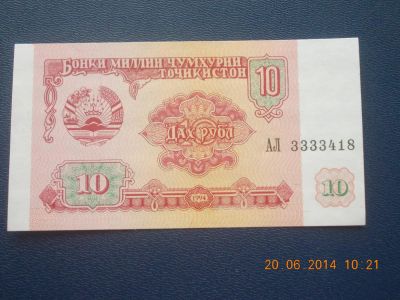 БОНКИ МИЛЛИИ ҶУМҲУРИИ
ТОҶИКИСТОН
10
ДАҲ РУБЛ
АЛ 3333418
10
1994
10
20.06.2014 10:21